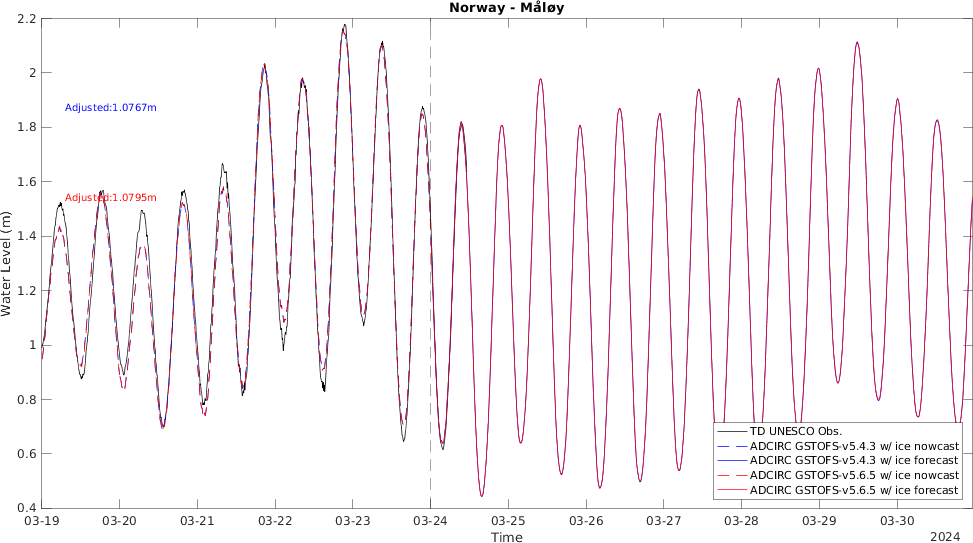 Norway - Måløy
Water Level (m)
2.2
2
1.8
1.6
1.4
1.2
1
0.8
0.6
0.4
Adjusted:1.0767m
Adjusted:1.0795m
TD UNESCO Obs.
ADCIRC GSTOFS-v5.4.3 w/ ice nowcast
ADCIRC GSTOFS-v5.4.3 w/ ice forecast
ADCIRC GSTOFS-v5.6.5 w/ ice nowcast
ADCIRC GSTOFS-v5.6.5 w/ ice forecast
03-19 03-20 03-21 03-22 03-23 03-24 03-25 03-26 03-27 03-28 03-29 03-30
Time
2024